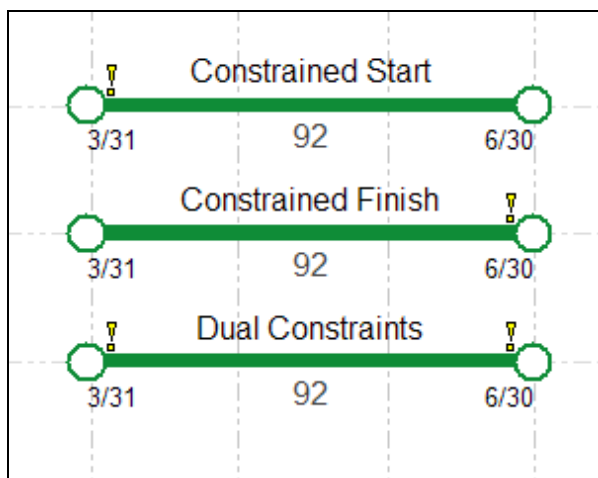 Constrained Start
3/31 92 6/30
Constrained Finish
3/31 92 6/30
Dual Constraints
3/31 92 6/30